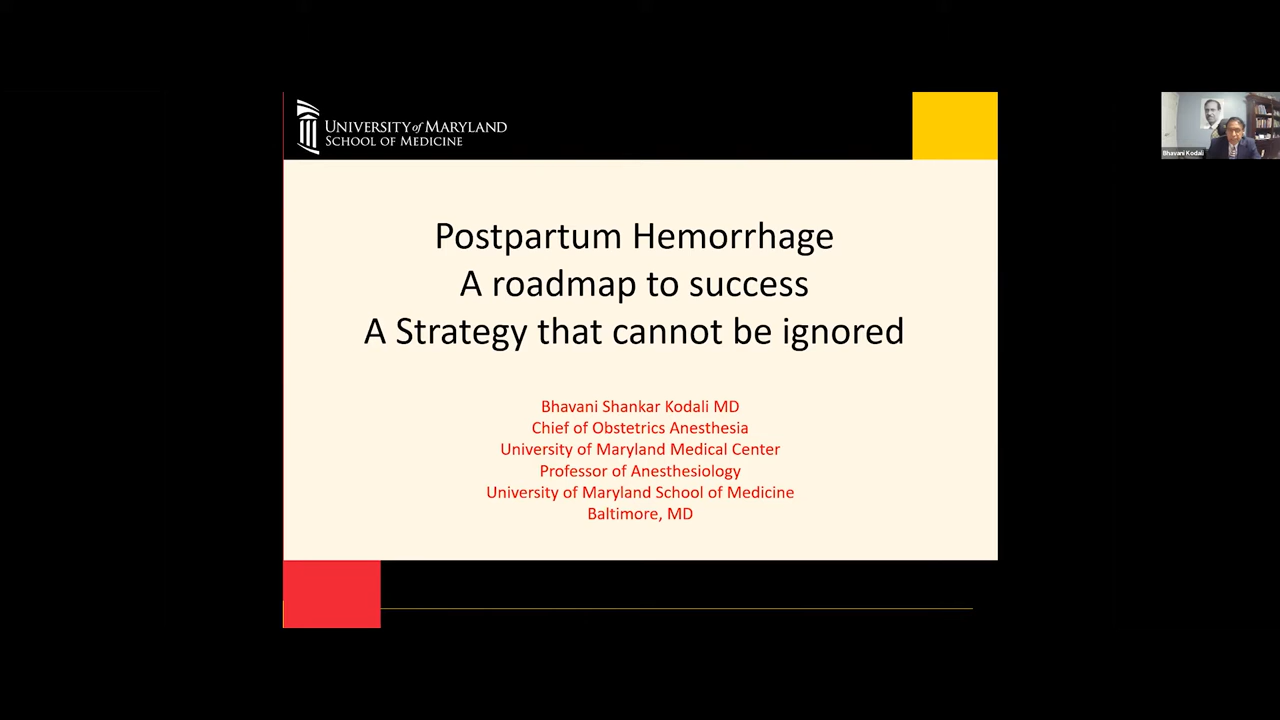 UNIVERSITY of MARYLAND
SCHOOL OF MEDICINE
Bhavani Kodali
Postpartum Hemorrhage
A roadmap to success
A Strategy that cannot be ignored
Bhavani Shankar Kodali MD
Chief of Obstetrics Anesthesia
University of Maryland Medical Center
Professor of Anesthesiology
University of Maryland School of Medicine
Baltimore, MD